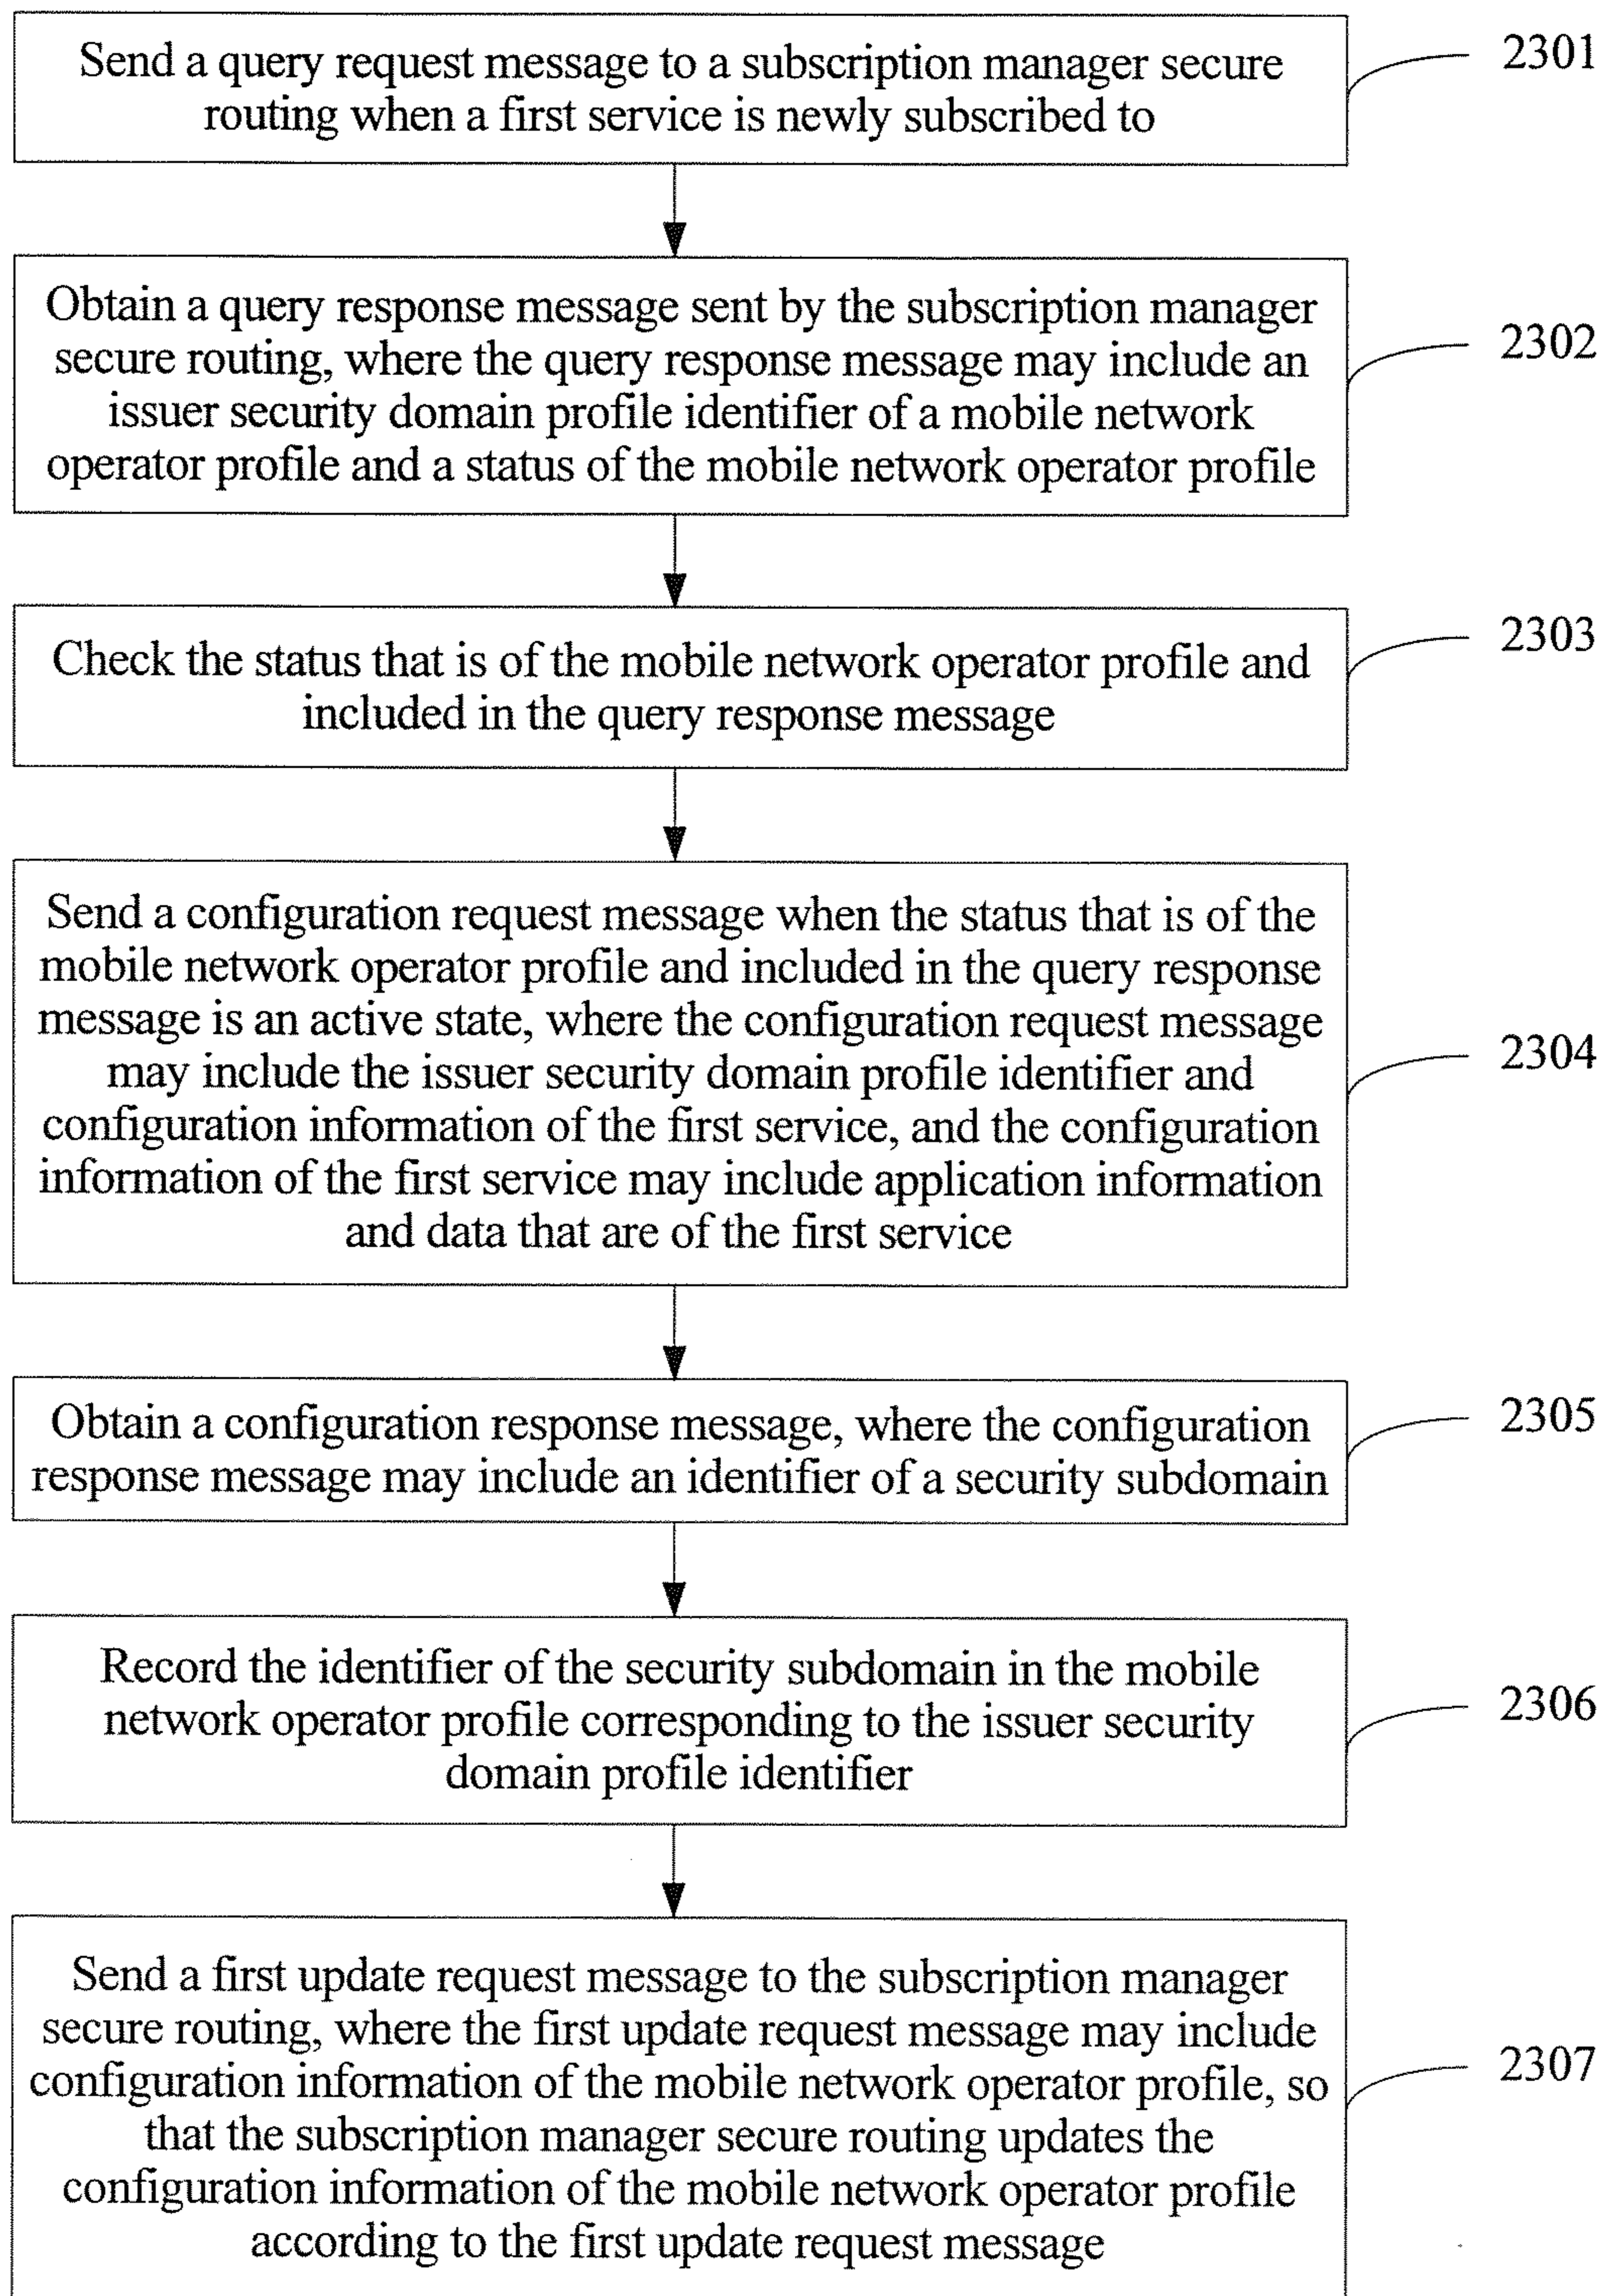 Send a query request message to a subscription manager secure
routing when a first service is newly subscribed to
2301
Obtain a query response message sent by the subscription manager
secure routing, where the query response message may include an
issuer security domain profile identifier of a mobile network
operator profile and a status of the mobile network operator profile
2302
Check the status that is of the mobile network operator profile and
included in the query response message
2303
Send a configuration request message when the status that is of the
mobile network operator profile and included in the query response
message is an active state, where the configuration request message
may include the issuer security domain profile identifier and
configuration information of the first service, and the configuration
information of the first service may include application information
and data that are of the first service
2304
Obtain a configuration response message, where the configuration
response message may include an identifier of a security subdomain
2305
Record the identifier of the security subdomain in the mobile
network operator profile corresponding to the issuer security
domain profile identifier
2306
Send a first update request message to the subscription manager
secure routing, where the first update request message may include
configuration information of the mobile network operator profile, so
that the subscription manager secure routing updates the
configuration information of the mobile network operator profile
according to the first update request message
2307